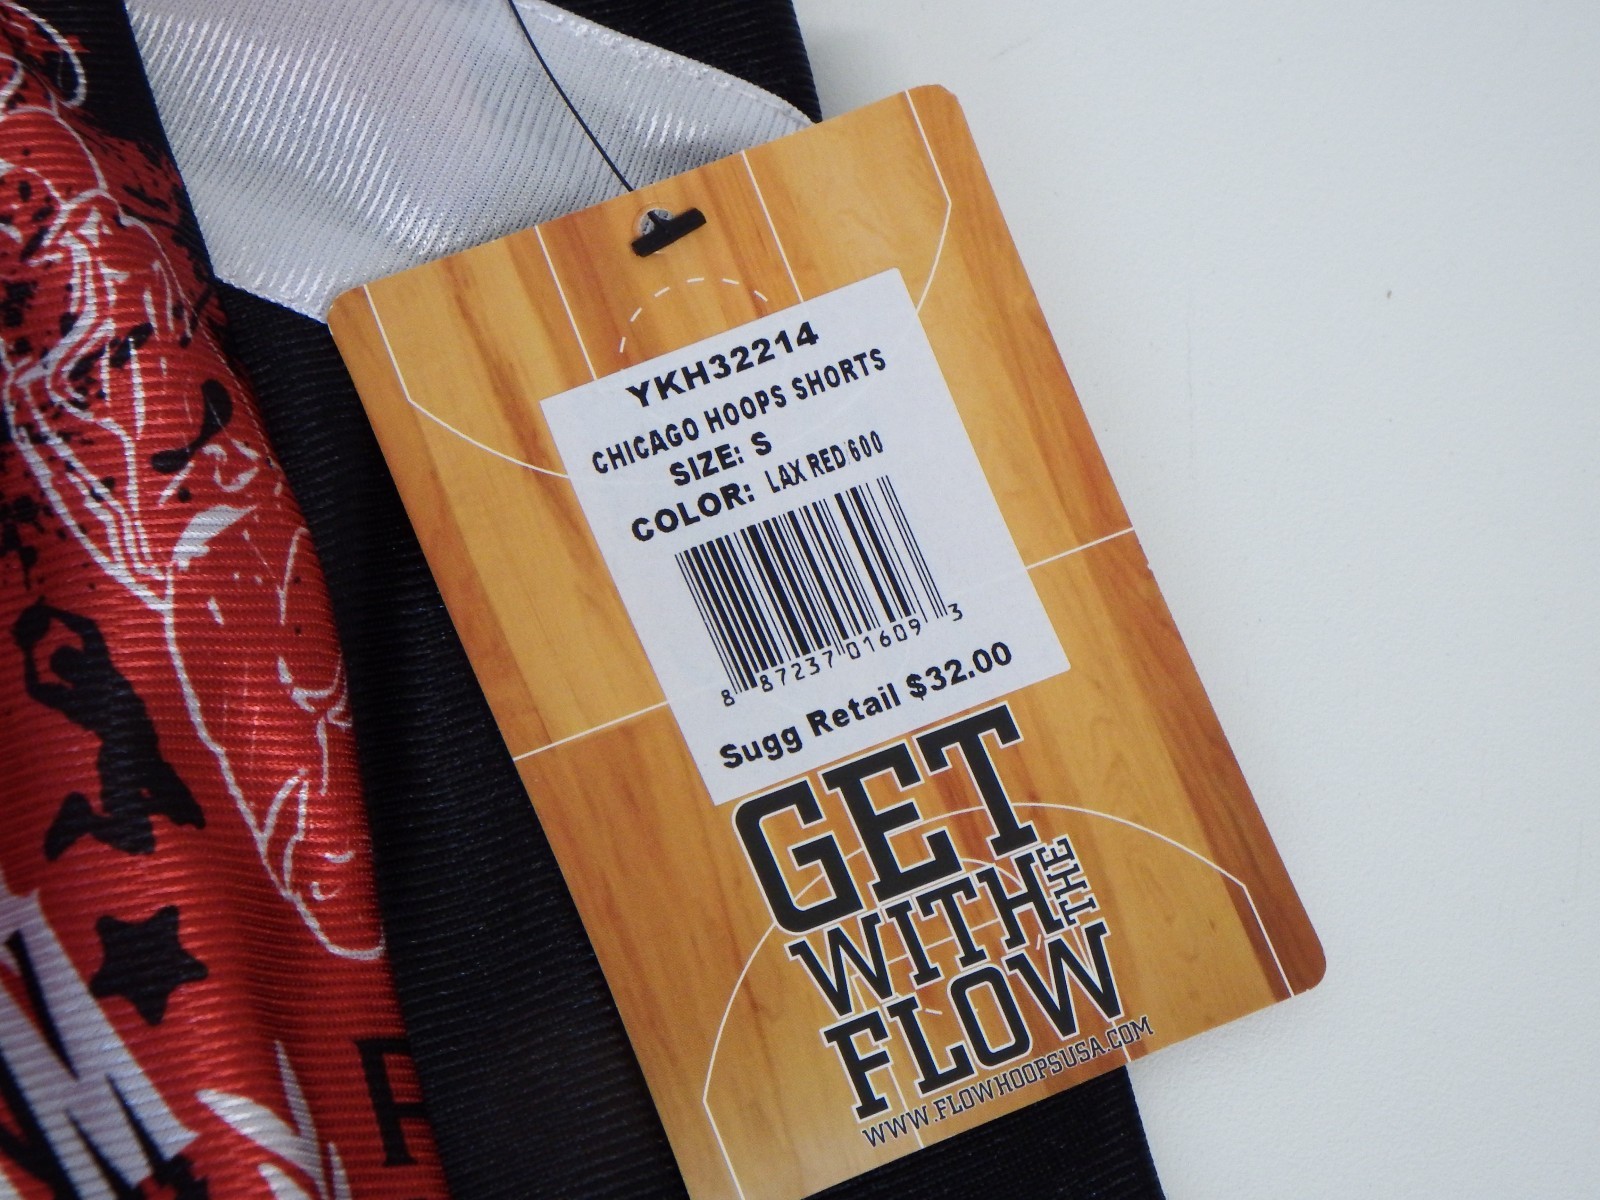 YKH32214
CHICAGO HOOPS SHORTS
SIZE: S
COLOR: LAX RED/600
8 87237 01609 3
Sugg Retail $32.00
GET
WITH THE
FLOW
WWW.FLOWHOOPSUSA.COM